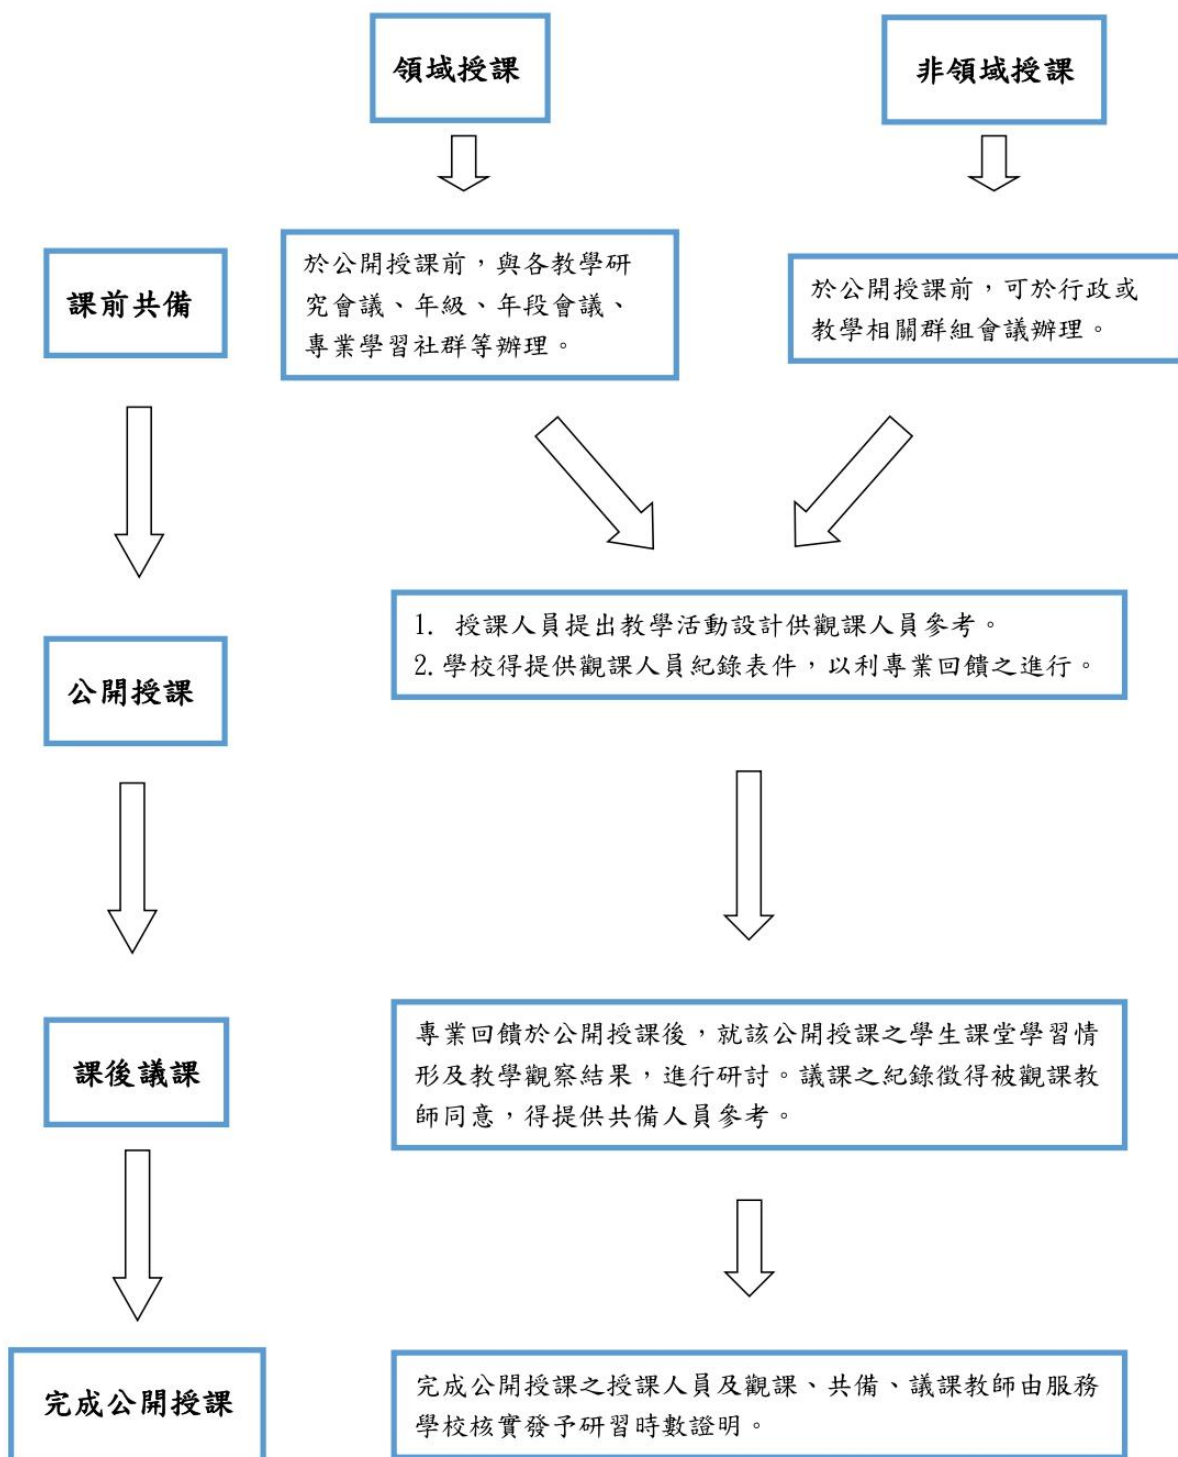 領域授課
非領域授課
課前共備
於公開授課前，與各教學研
究會議、年級、年段會議、
專業學習社群等辦理。
於公開授課前，可於行政或
教學相關群組會議辦理。
公開授課
1. 授課人員提出教學活動設計供觀課人員參考。
2. 學校得提供觀課人員紀錄表件，以利專業回饋之進行。
課後議課
專業回饋於公開授課後，就該公開授課之學生課堂學習情
形及教學觀察結果，進行研討。議課之紀錄徵得被觀課教
師同意，得提供共備人員參考。
完成公開授課
完成公開授課之授課人員及觀課、共備、議課教師由服務
學校核實發予研習時數證明。